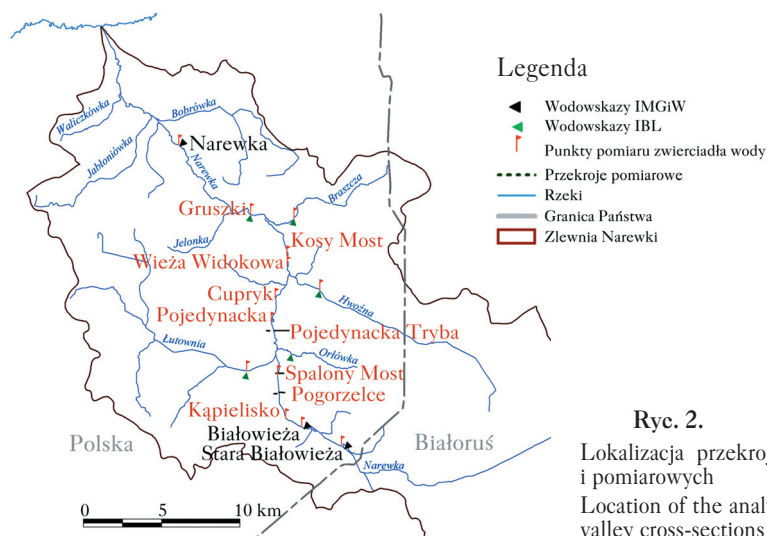 Legenda
Wodowskazy IMGiW
Wodowskazy IBL
Punkty pomiaru zwierciadła wody
Przekroje pomiarowe
Rzeki
Granica Państwa
Zlewnia Narewki
Waliczkówka
Bobrówka
Jabłoniówka
Narewka
Narewka
Braszcza
Gruszki
Jelonka
Kosy Most
Wieża Widokowa
Cupryk
Hwoźna
Pojedynacka
Pojedynacka Tryba
Łutownia
Orłówka
Spalony Most
Pogorzelce
Kąpielisko
Białowieża
Stara Białowieża
Polska
Białoruś
Narewka
0 5 10 km
Ryc. 2.
Lokalizacja przekroj
i pomiarowych
Location of the anal
valley cross-sections